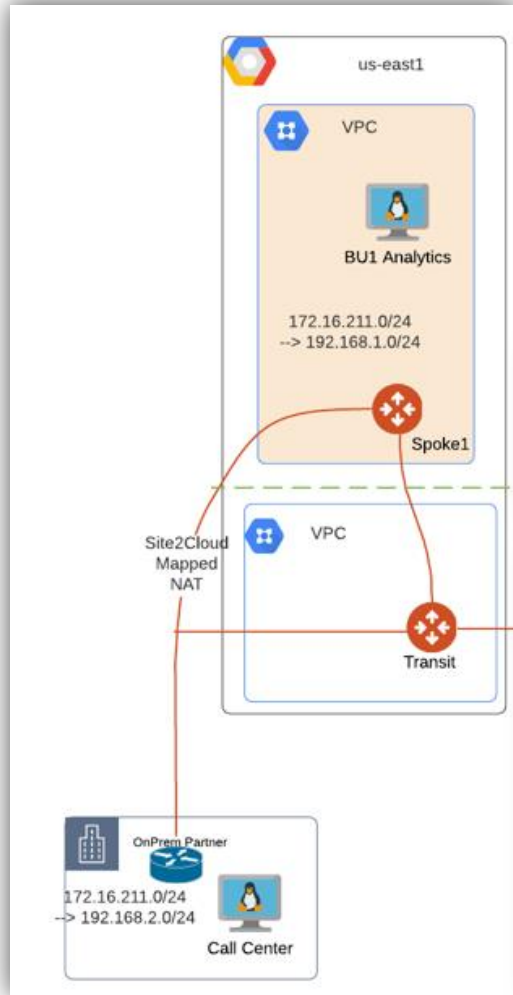 us-east1
VPC
BU1 Analytics
172.16.211.0/24
--> 192.168.1.0/24
Spoke1
Site2Cloud
Mapped
NAT
VPC
Transit
OnPrem Partner
172.16.211.0/24
--> 192.168.2.0/24
Call Center